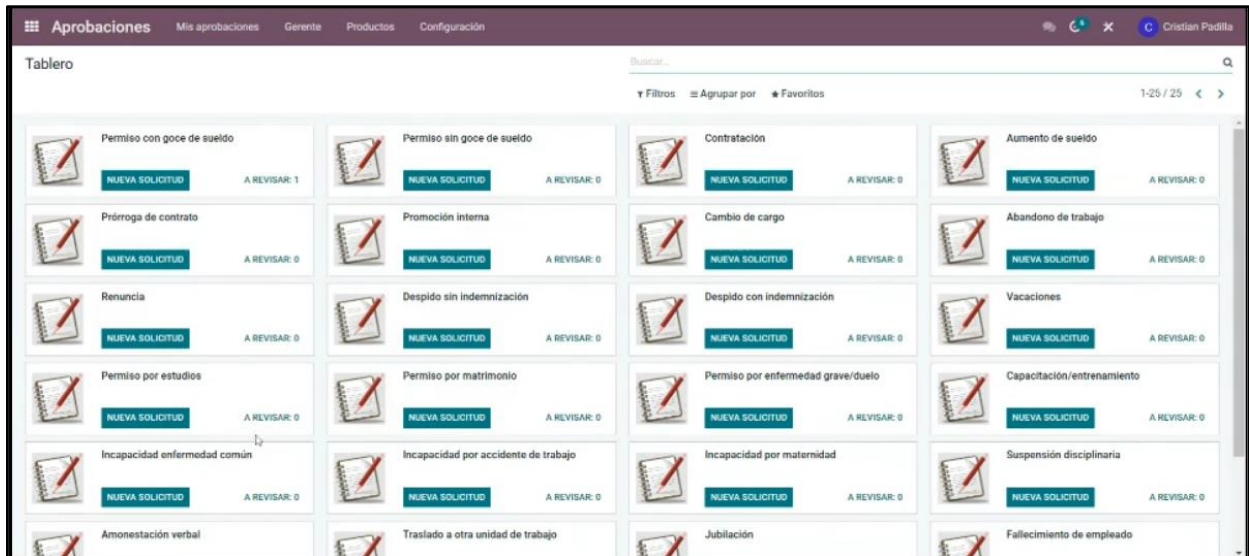 Aprobaciones Mis aprobaciones Gerente Productos Configuración 6 C Cristian Padilla
Tablero
Buscar...
Filtros Agrupar por Favoritos 1-25 / 25
Permiso con goce de sueldo Permiso sin goce de sueldo Contratación Aumento de sueldo
NUEVA SOLICITUD A REVISAR: 1 NUEVA SOLICITUD A REVISAR: 0 NUEVA SOLICITUD A REVISAR: 0 NUEVA SOLICITUD A REVISAR: 0
Prórroga de contrato Promoción interna Cambio de cargo Abandono de trabajo
NUEVA SOLICITUD A REVISAR: 0 NUEVA SOLICITUD A REVISAR: 0 NUEVA SOLICITUD A REVISAR: 0 NUEVA SOLICITUD A REVISAR: 0
Renuncia Despido sin indemnización Despido con indemnización Vacaciones
NUEVA SOLICITUD A REVISAR: 0 NUEVA SOLICITUD A REVISAR: 0 NUEVA SOLICITUD A REVISAR: 0 NUEVA SOLICITUD A REVISAR: 0
Permiso por estudios Permiso por matrimonio Permiso por enfermedad grave/duelo Capacitación/entrenamiento
NUEVA SOLICITUD A REVISAR: 0 NUEVA SOLICITUD A REVISAR: 0 NUEVA SOLICITUD A REVISAR: 0 NUEVA SOLICITUD A REVISAR: 0
Incapacidad enfermedad común Incapacidad por accidente de trabajo Incapacidad por maternidad Suspensión disciplinaria
NUEVA SOLICITUD A REVISAR: 0 NUEVA SOLICITUD A REVISAR: 0 NUEVA SOLICITUD A REVISAR: 0 NUEVA SOLICITUD A REVISAR: 0
Amonestación verbal Traslado a otra unidad de trabajo Jubilación Fallecimiento de empleado